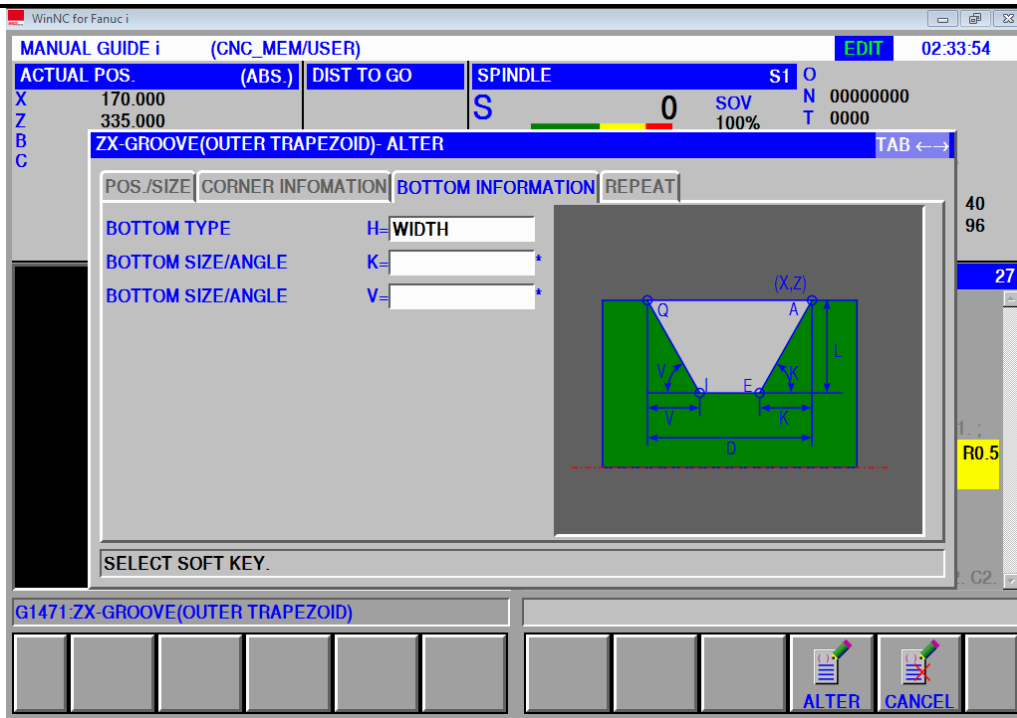 WinNC for Fanuc i
MANUAL GUIDE i (CNC_MEM/USER) EDIT 02:33:54
ACTUAL POS. (ABS.) DIST TO GO SPINDLE S1 O
X 170.000 S 0 SOV N 00000000
Z 335.000 100% T 0000
B
C
ZX-GROOVE(OUTER TRAPEZOID)- ALTER TAB ←→
POS./SIZE CORNER INFOMATION BOTTOM INFORMATION REPEAT
40
BOTTOM TYPE H= WIDTH 96
BOTTOM SIZE/ANGLE K= *
BOTTOM SIZE/ANGLE V= *
27
(X,Z)
Q A
L
V K
J E
V K
D
1. ;
R0.5
SELECT SOFT KEY.
. C2.
G1471:ZX-GROOVE(OUTER TRAPEZOID)
ALTER CANCEL